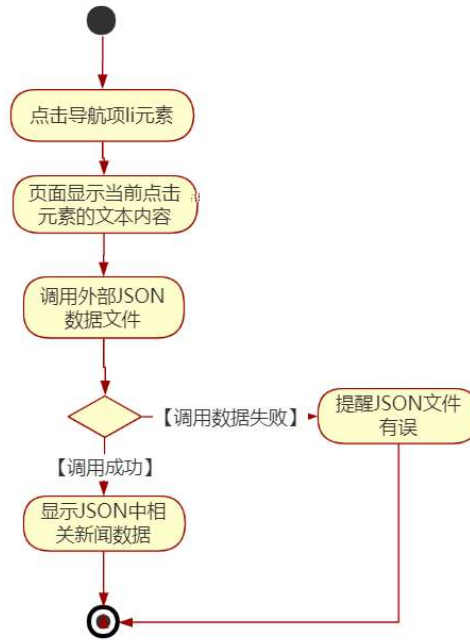 点击导航项li元素
页面显示当前点击
元素的文本内容
调用外部JSON
数据文件
【调用数据失败】
提醒JSON文件
有误
【调用成功】
显示JSON中相
关新闻数据